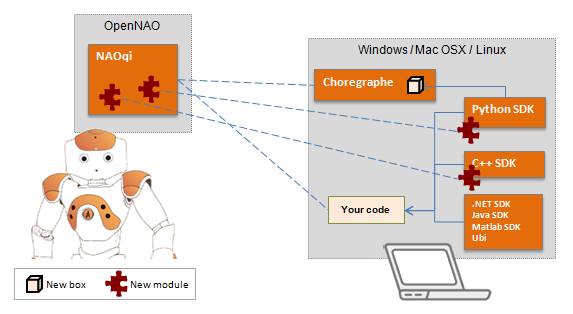 OpenNAO
NAOqi
Windows / Mac OSX / Linux
Choregraphe
Python SDK
C++ SDK
Your code
.NET SDK
Java SDK
Matlab SDK
Ubi
New box
New module